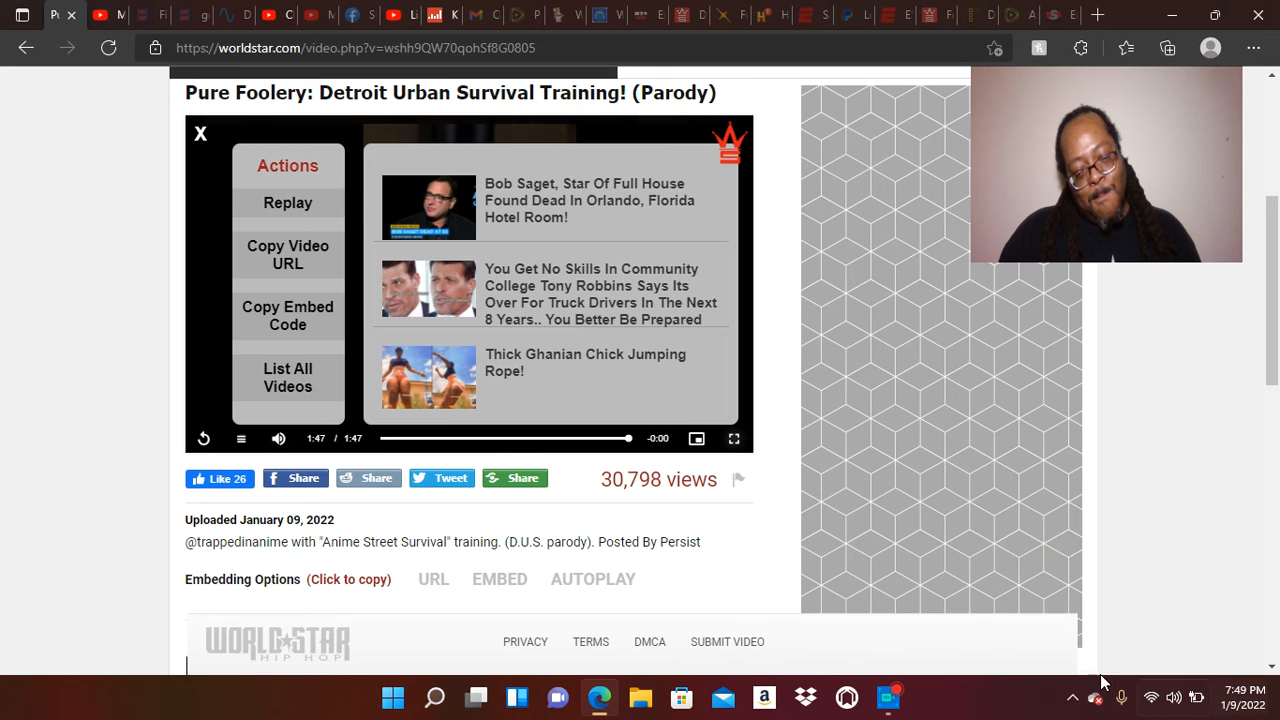 https://worldstar.com/video.php?v=wshh9QW70qohSf8G0805
Pure Foolery: Detroit Urban Survival Training! (Parody)
X
Actions
Replay
Copy Video
URL
Copy Embed
Code
List All
Videos
Bob Saget, Star Of Full House
Found Dead In Orlando, Florida
Hotel Room!
BOB SAGET DEAD AT 65
You Get No Skills In Community
College Tony Robbins Says Its
Over For Truck Drivers In The Next
8 Years.. You Better Be Prepared
Thick Ghanian Chick Jumping
Rope!
1:47 / 1:47
-0:00
Like 26
Share
Share
Tweet
Share
30,798 views
Uploaded January 09, 2022
@trappedinanime with "Anime Street Survival" training. (D.U.S. parody). Posted By Persist
Embedding Options (Click to copy) URL EMBED AUTOPLAY
WORLD STAR
HIP HOP
PRIVACY TERMS DMCA SUBMIT VIDEO
7:49 PM
1/9/2022